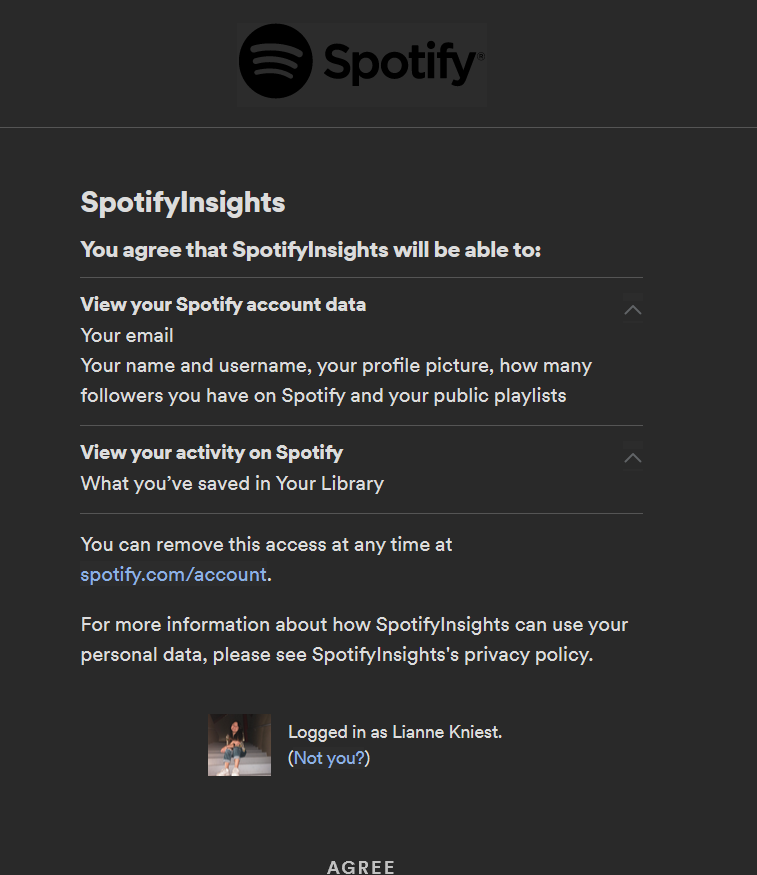 Spotify®
SpotifyInsights
You agree that SpotifyInsights will be able to:
View your Spotify account data
Your email
Your name and username, your profile picture, how many
followers you have on Spotify and your public playlists
View your activity on Spotify
What you’ve saved in Your Library
You can remove this access at any time at
spotify.com/account.
For more information about how SpotifyInsights can use your
personal data, please see SpotifyInsights's privacy policy.
Logged in as Lianne Kniest.
(Not you?)
AGREE